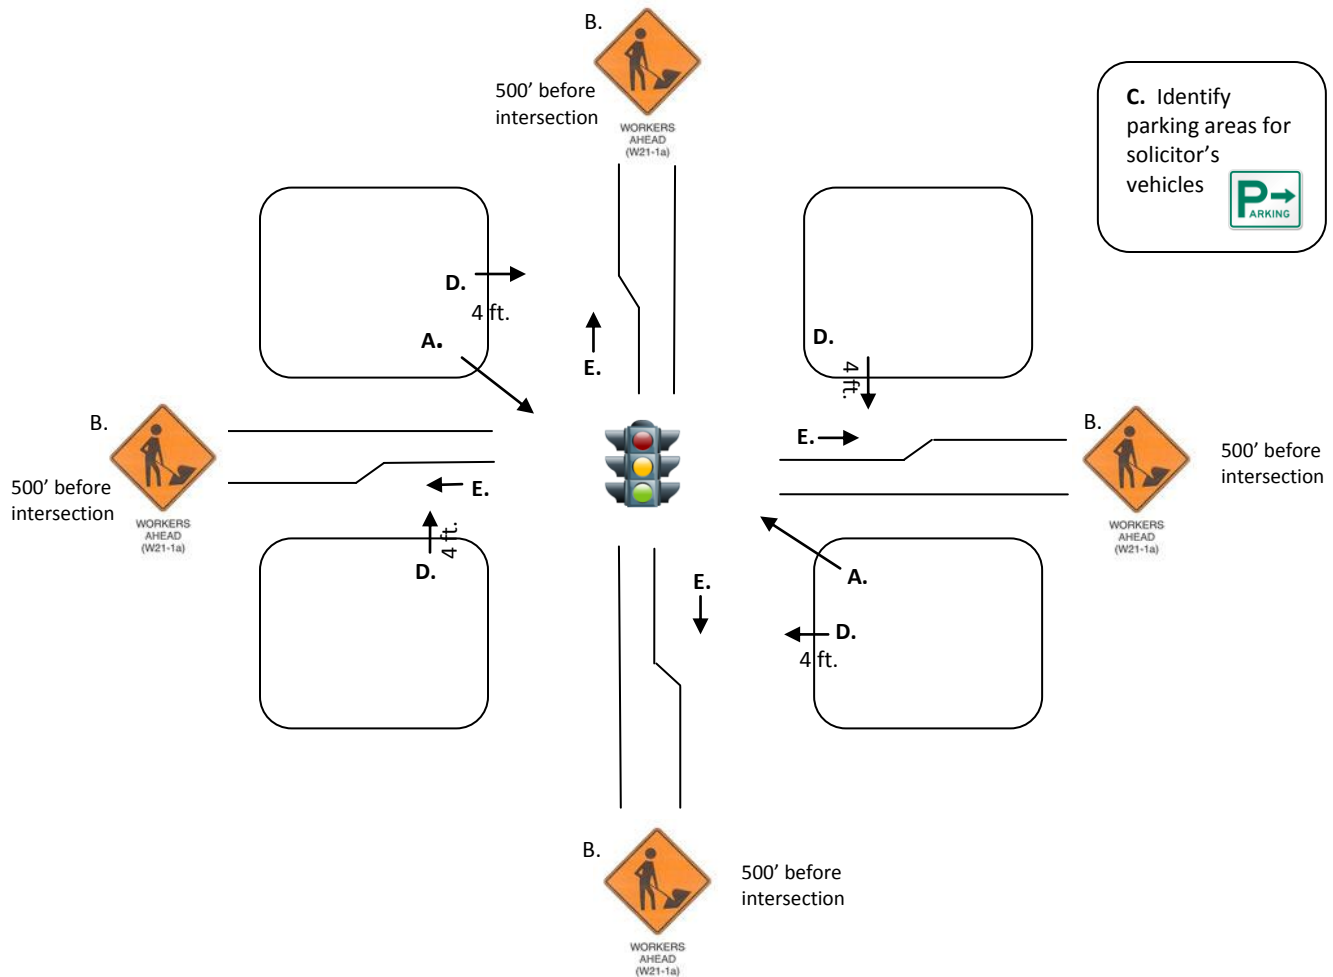 B.
500’ before
intersection
WORKERS
AHEAD
(W21-1a)
C. Identify
parking areas for
solicitor’s
vehicles
P
ARKING
D.
4 ft.
A.
E.
D.
4 ft.
B.
500’ before
intersection
WORKERS
AHEAD
(W21-1a)
E.
B.
500’ before
intersection
WORKERS
AHEAD
(W21-1a)
E.
4 ft.
D.
A.
E.
D.
4 ft.
B.
500’ before
intersection
WORKERS
AHEAD
(W21-1a)